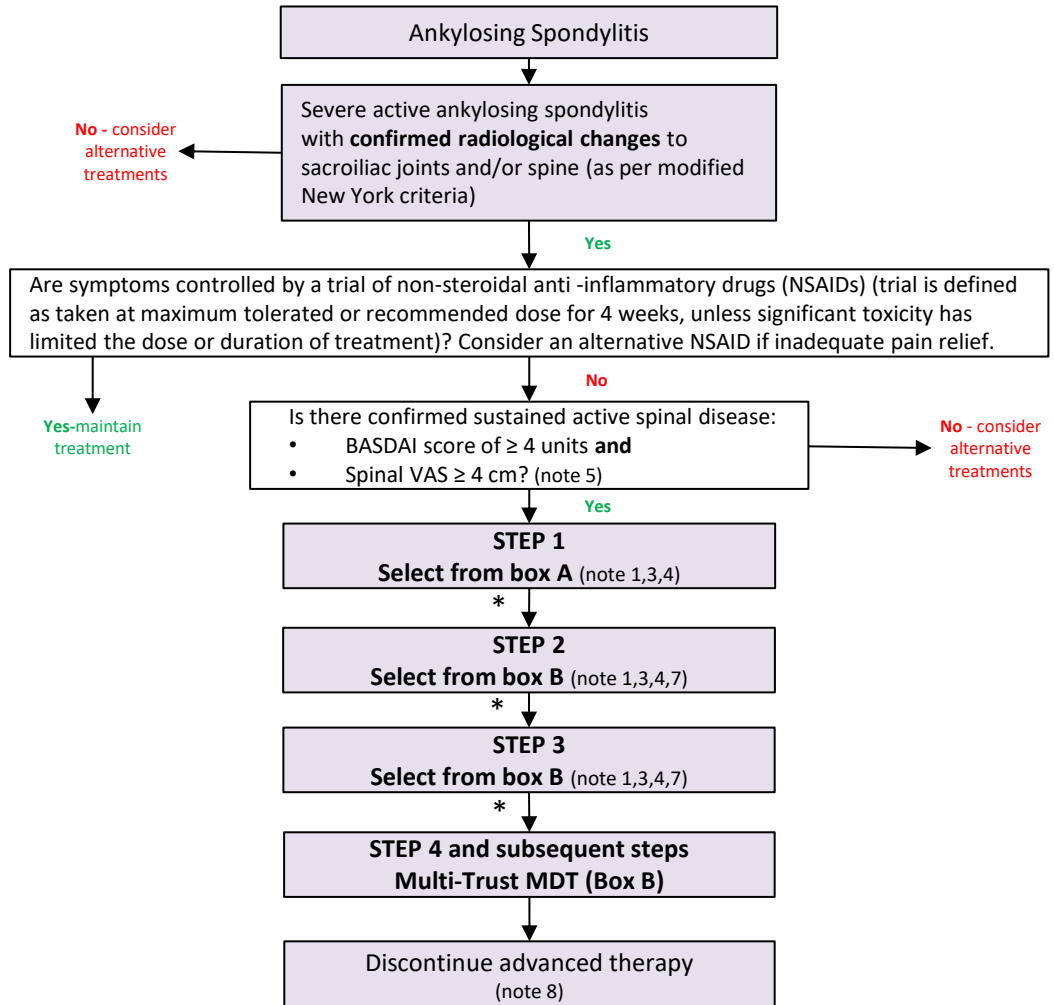 Ankylosing Spondylitis
Severe active ankylosing spondylitis
with confirmed radiological changes to
sacroiliac joints and/or spine (as per modified
New York criteria)
No - consider
alternative
treatments
Yes
Are symptoms controlled by a trial of non-steroidal anti -inflammatory drugs (NSAIDs) (trial is defined
as taken at maximum tolerated or recommended dose for 4 weeks, unless significant toxicity has
limited the dose or duration of treatment)? Consider an alternative NSAID if inadequate pain relief.
No
Yes-maintain
treatment
Is there confirmed sustained active spinal disease:
• BASDAI score of ≥ 4 units and
• Spinal VAS ≥ 4 cm? (note 5)
No - consider
alternative
treatments
Yes
STEP 1
Select from box A (note 1,3,4)
*
STEP 2
Select from box B (note 1,3,4,7)
*
STEP 3
Select from box B (note 1,3,4,7)
*
STEP 4 and subsequent steps
Multi-Trust MDT (Box B)
Discontinue advanced therapy
(note 8)